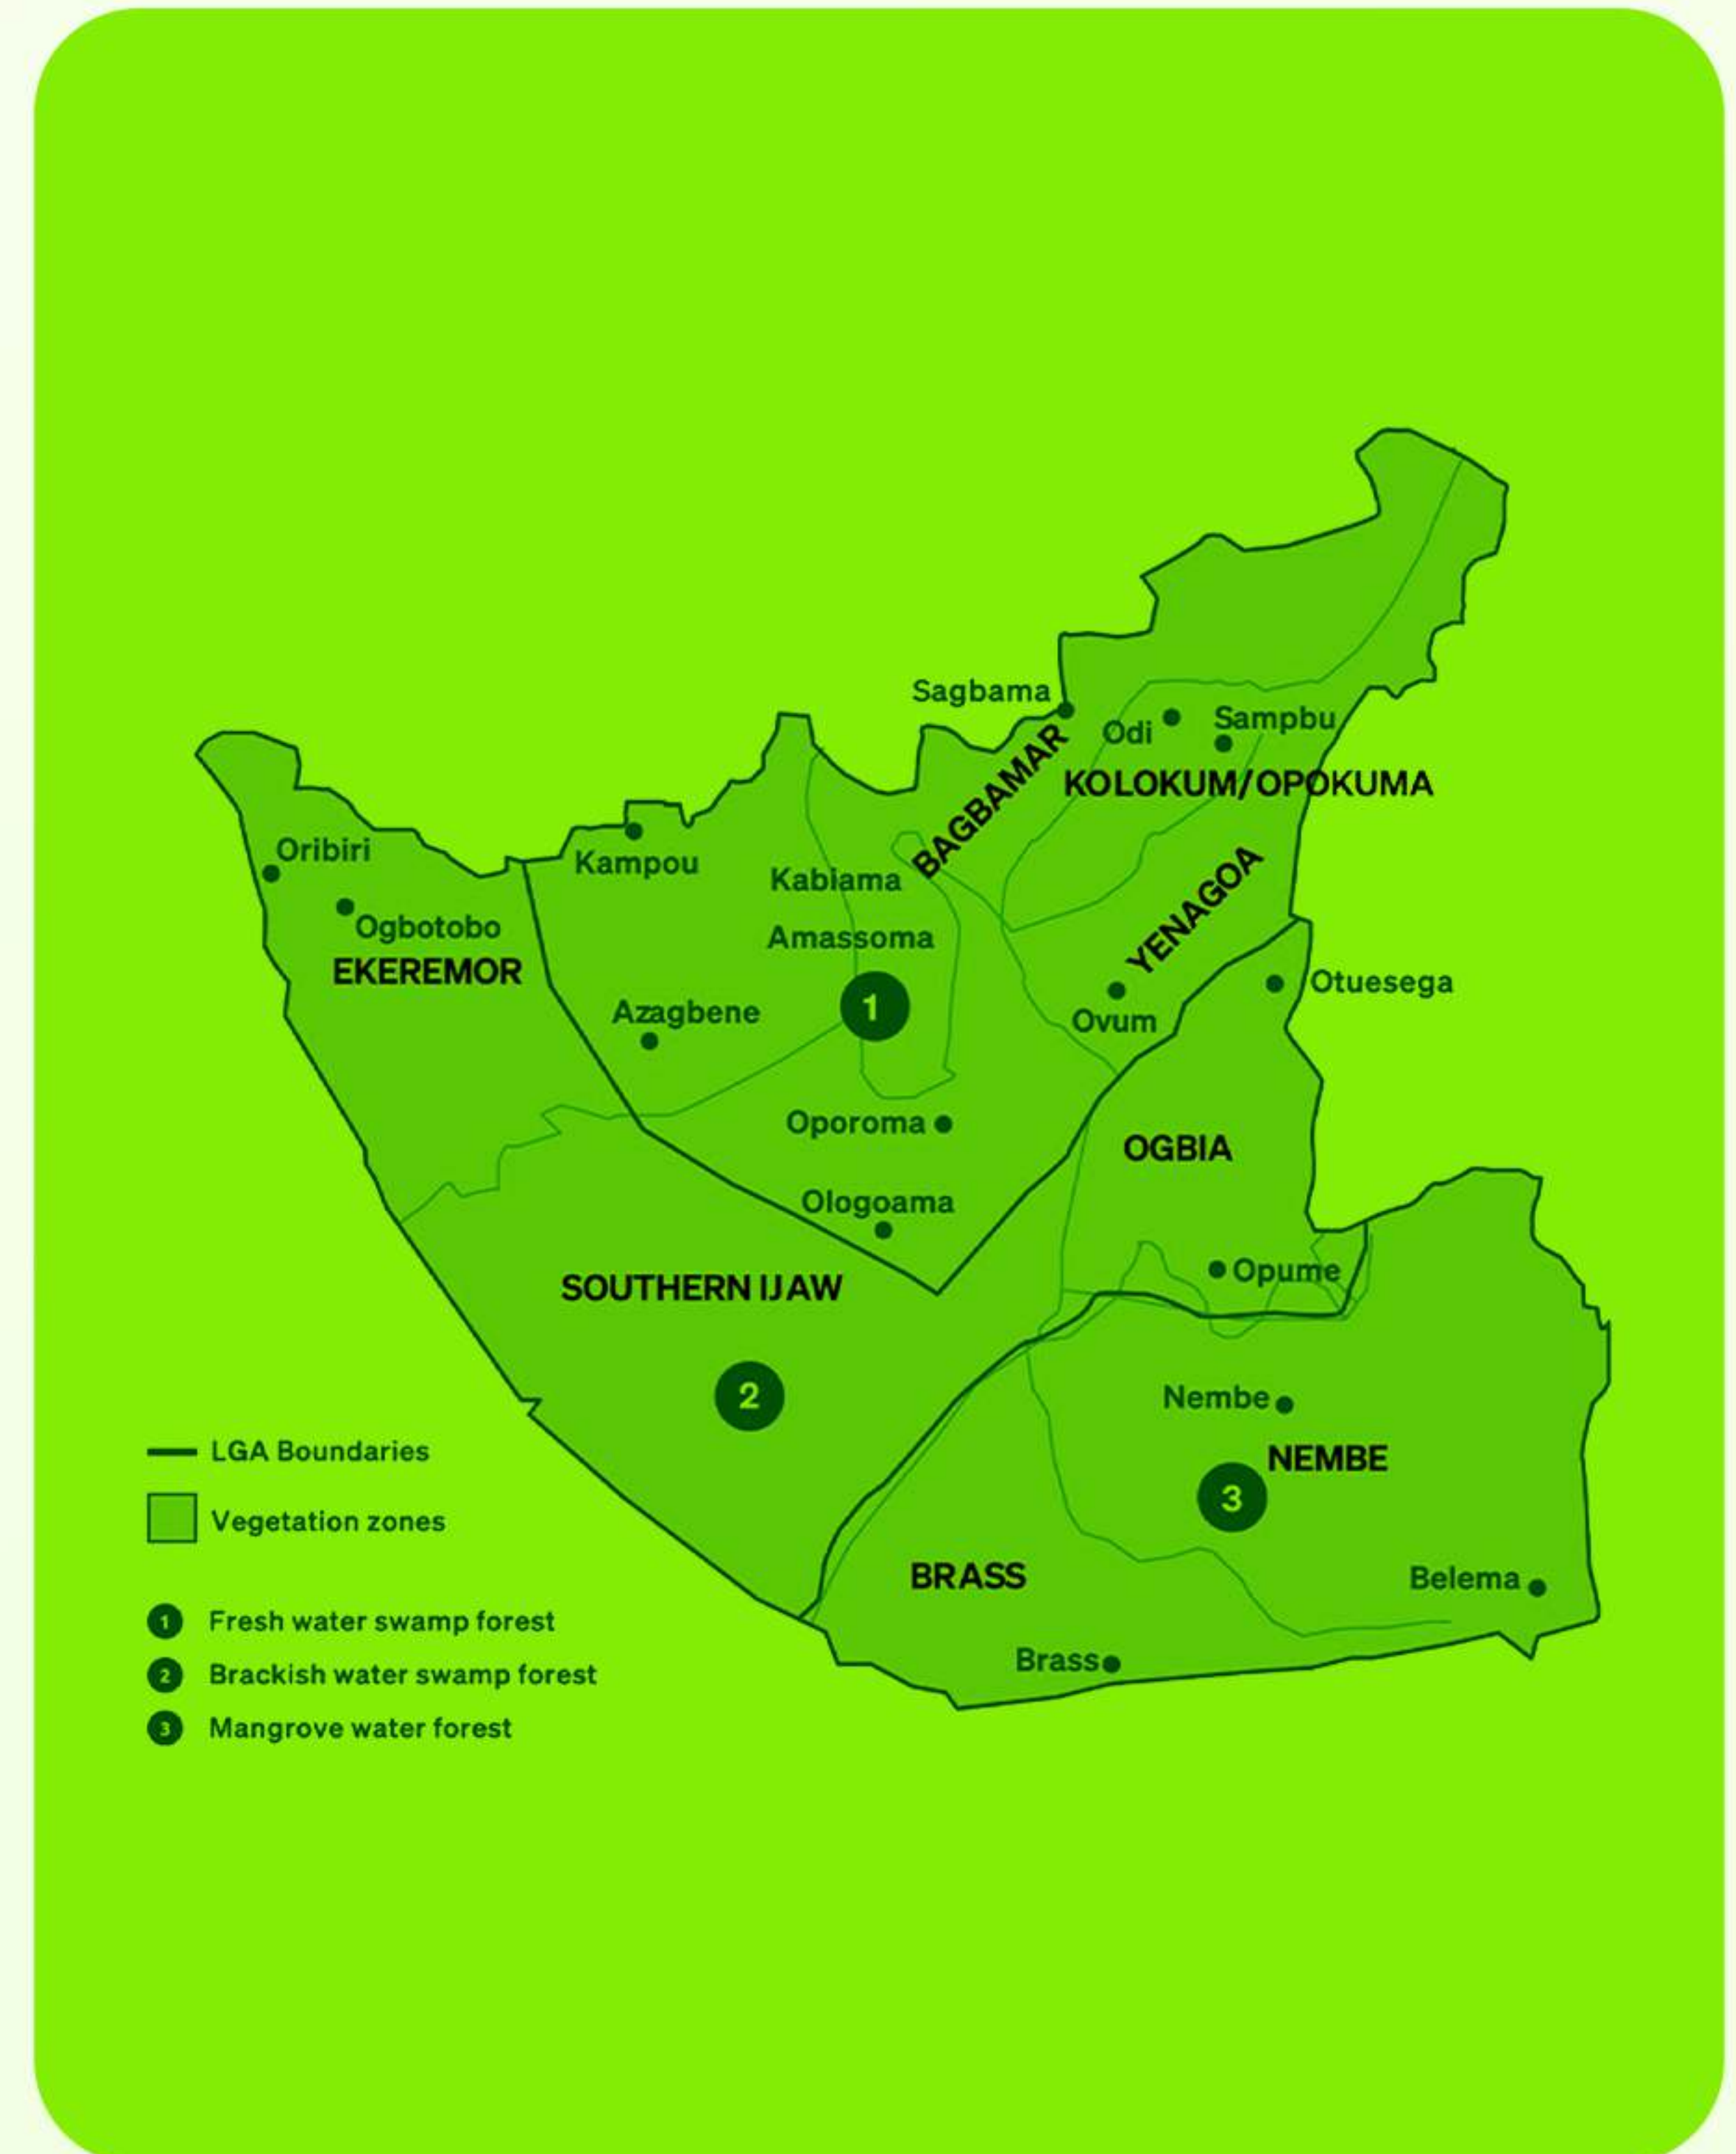 Sagbama
Odi
Sampbu
BAGBAMAR
KOLOKUM/OPOKUMA
Oribiri
Kampou
Kabiama
Ogbotobo
Amassoma
YENAGOA
EKEREMOR
Otuesega
Azagbene
1
Ovum
Oporoma
OGBIA
Ologoama
Opume
SOUTHERN IJAW
2
Nembe
NEMBE
3
BRASS
Belema
Brass
LGA Boundaries
Vegetation zones
1 Fresh water swamp forest
2 Brackish water swamp forest
3 Mangrove water forest